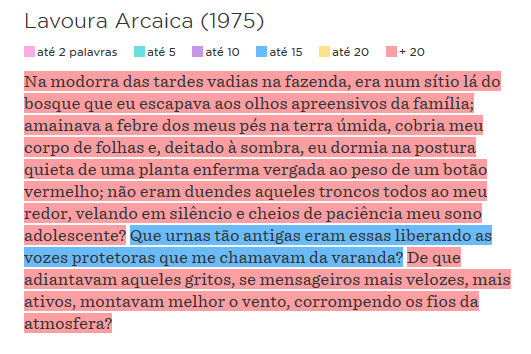 Lavoura Arcaica (1975)
até 2 palavras até 5 até 10 até 15 até 20 + 20
Na modorra das tardes vadias na fazenda, era num sítio lá do
bosque que eu escapava aos olhos apreensivos da família;
amainava a febre dos meus pés na terra úmida, cobria meu
corpo de folhas e, deitado à sombra, eu dormia na postura
quieta de uma planta enferma vergada ao peso de um botão
vermelho; não eram duendes aqueles troncos todos ao meu
redor, velando em silêncio e cheios de paciência meu sono
adolescente? Que urnas tão antigas eram essas liberando as
vozes protetoras que me chamavam da varanda? De que
adiantavam aqueles gritos, se mensageiros mais velozes, mais
ativos, montavam melhor o vento, corrompendo os fios da
atmosfera?